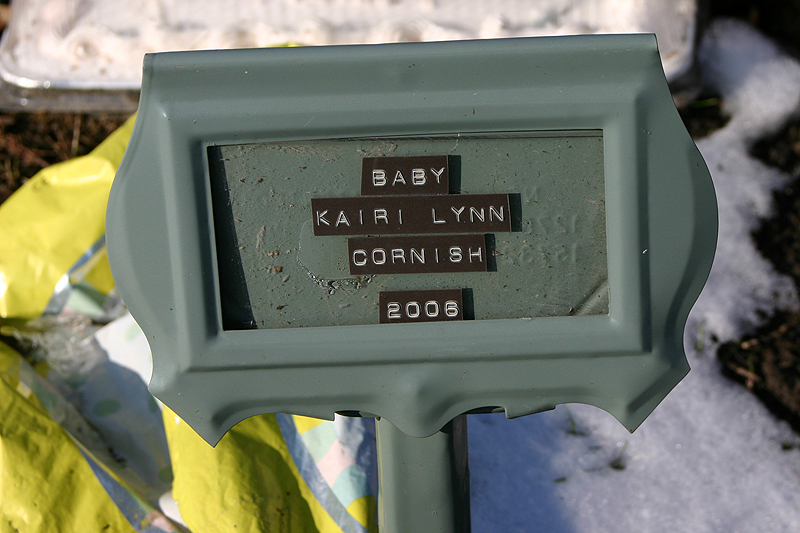 BABY
KAIRI LYNN
CORNISH
2006